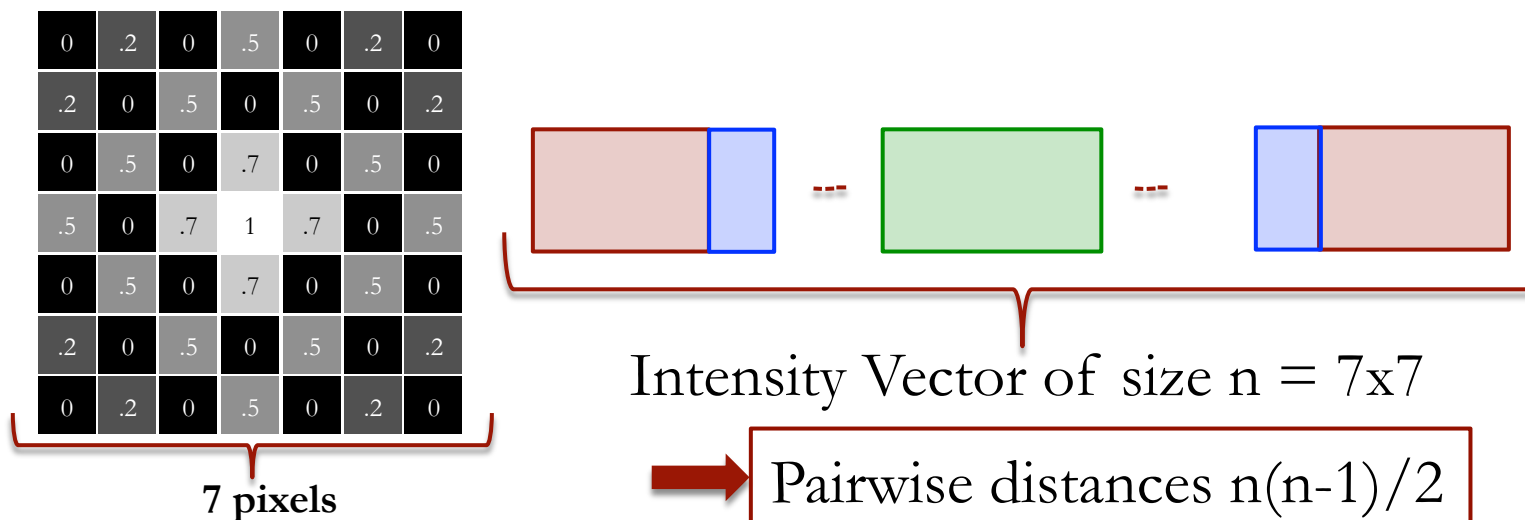 0 .2 0 .5 0 .2 0
.2 0 .5 0 .5 0 .2
0 .5 0 .7 0 .5 0
.5 0 .7 1 .7 0 .5
0 .5 0 .7 0 .5 0
.2 0 .5 0 .5 0 .2
0 .2 0 .5 0 .2 0
7 pixels
Intensity Vector of size n = 7x7
Pairwise distances n(n-1)/2